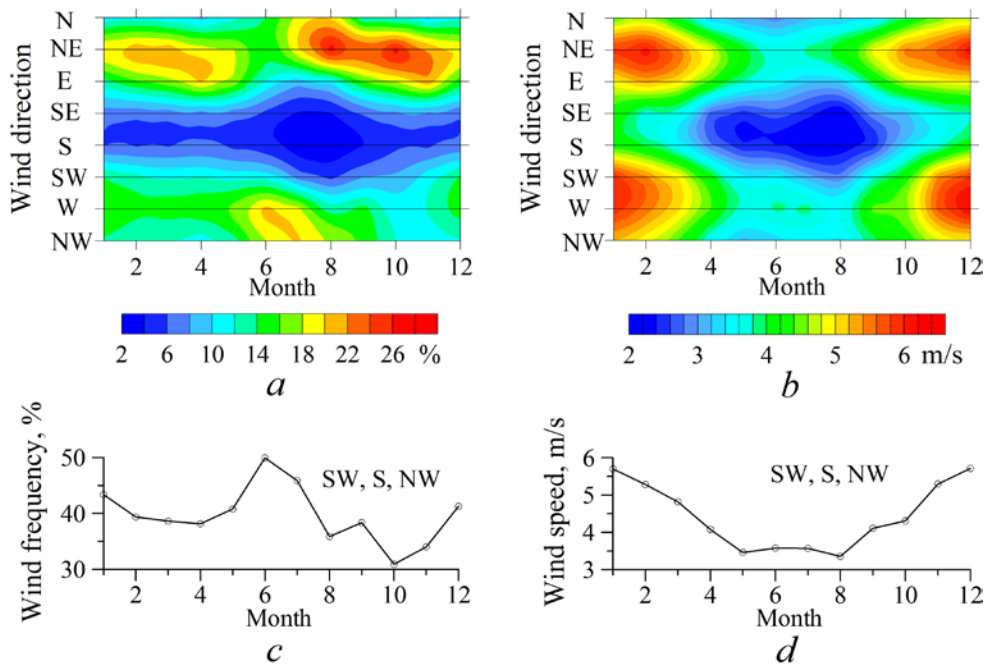 Wind direction
N
NE
E
SE
S
SW
W
NW
2 4 6 8 10 12
Month
2 6 10 14 18 22 26 %
a
Wind direction
N
NE
E
SE
S
SW
W
NW
2 4 6 8 10 12
Month
2 3 4 5 6 m/s
b
Wind frequency, %
50
40
30
SW, S, NW
2 4 6 8 10 12
Month
c
Wind speed, m/s
6
5
4
3
SW, S, NW
2 4 6 8 10 12
Month
d